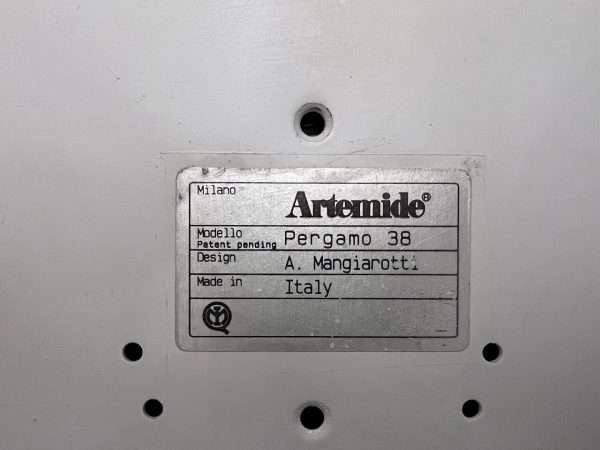 Milano
Artemide®
Modello
Patent pending Pergamo 38
Design A. Mangiarotti
Made in Italy